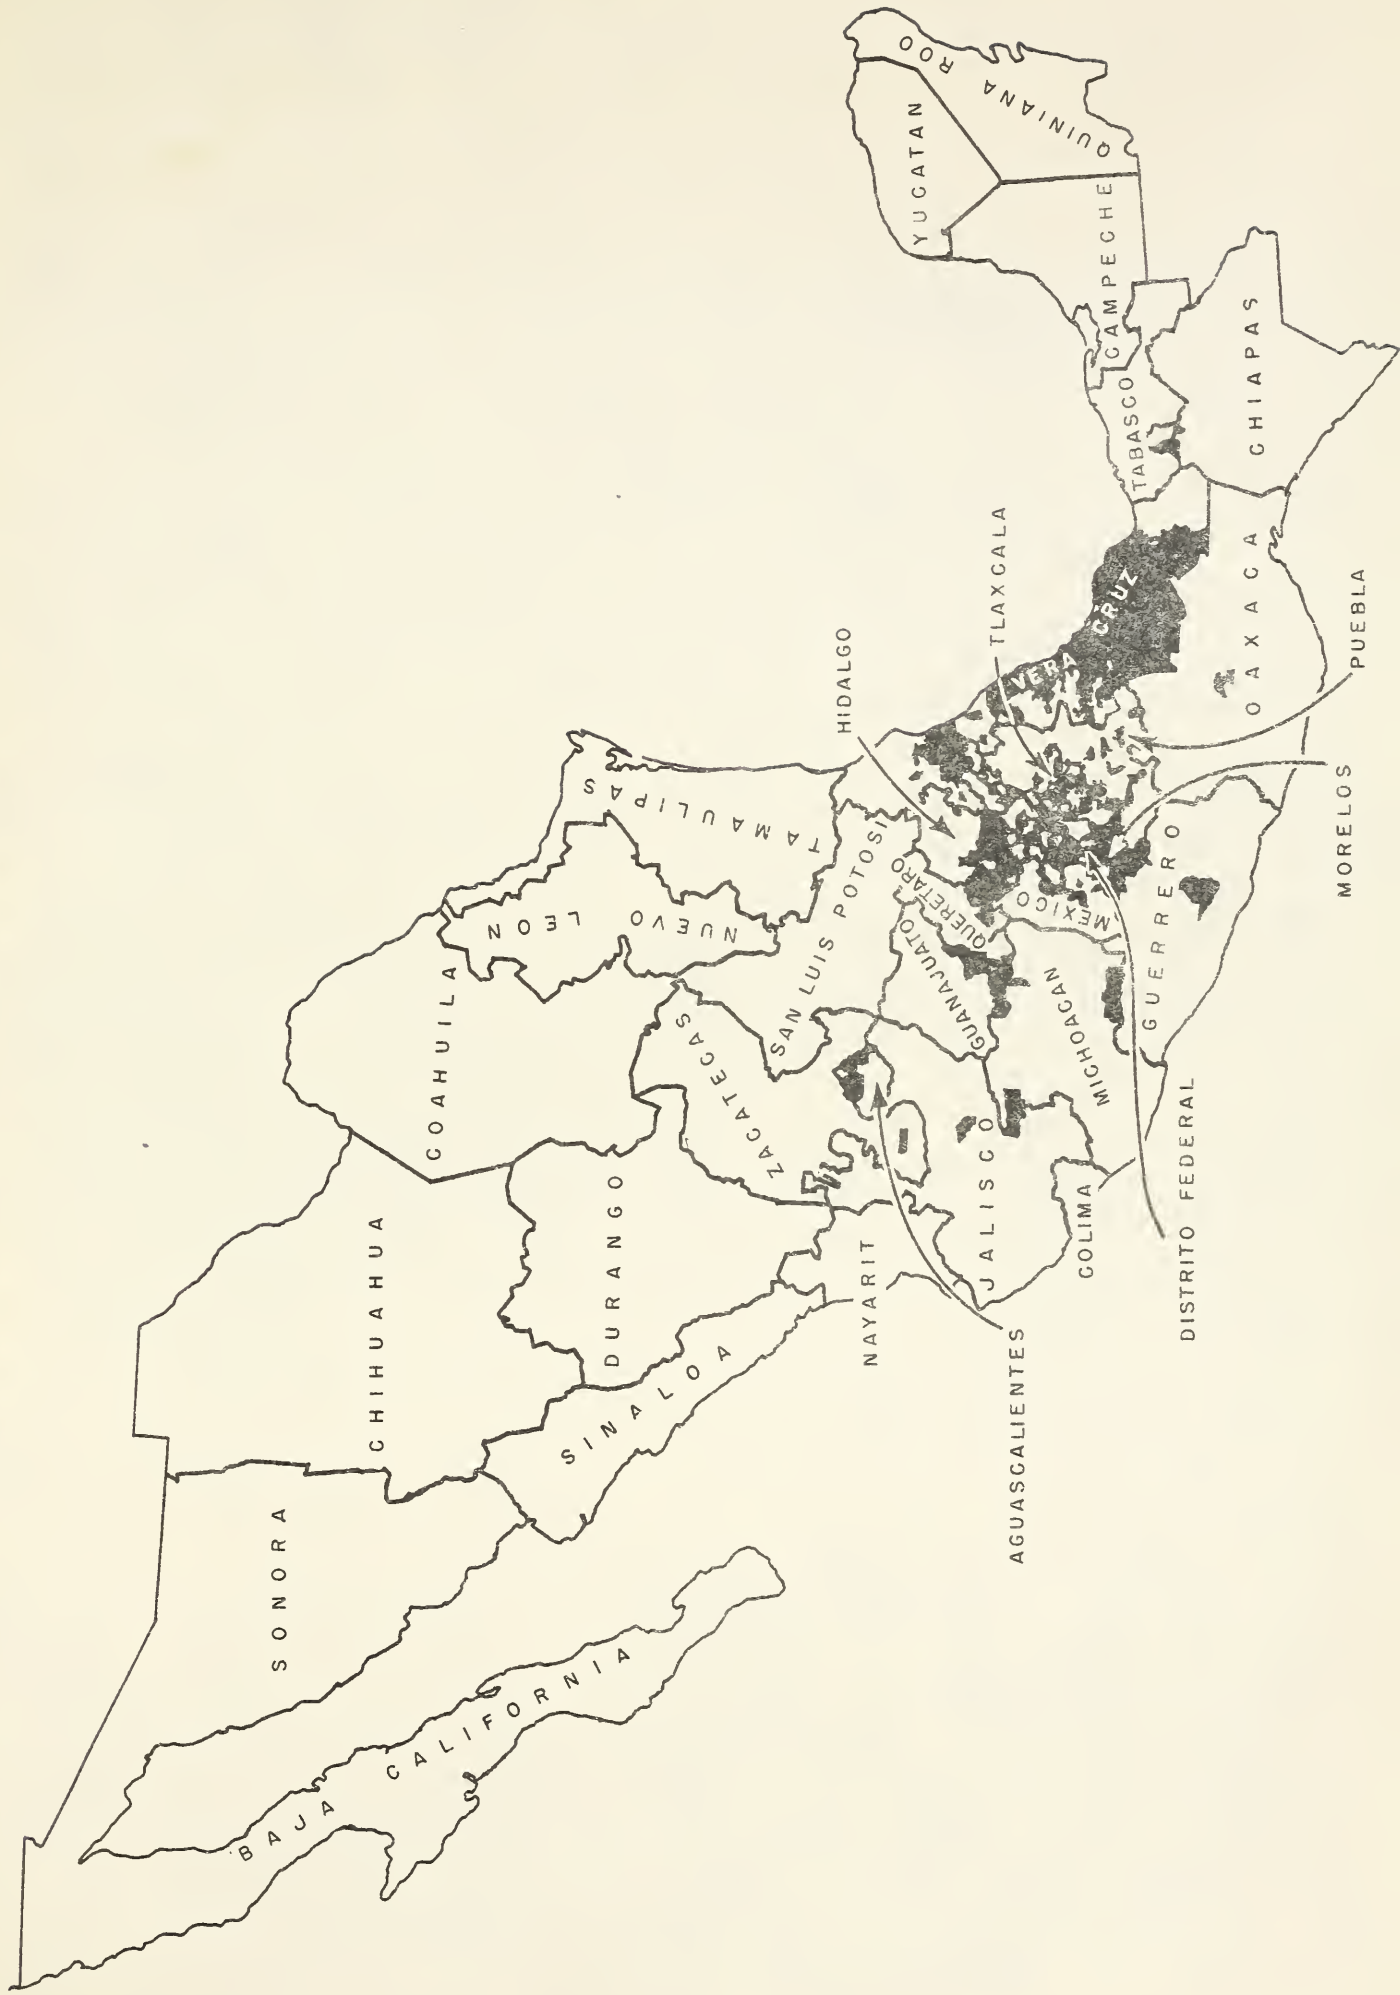 BAJA CALIFORNIA
SONORA
CHIHUAHUA
COAHUILA
NUEVO LEON
TAMAULIPAS
SINALOA
DURANGO
ZACATECAS
SAN LUIS POTOSI
NAYARIT
AGUASCALIENTES
JALISCO
GUANAJUATO
QUERETARO
HIDALGO
COLIMA
MICHOACAN
MEXICO
DISTRITO FEDERAL
TLAXCALA
MORELOS
PUEBLA
GUERRERO
VERA CRUZ
OAXACA
TABASCO
CHIAPAS
CAMPECHE
YUCATAN
QUINIANA ROO